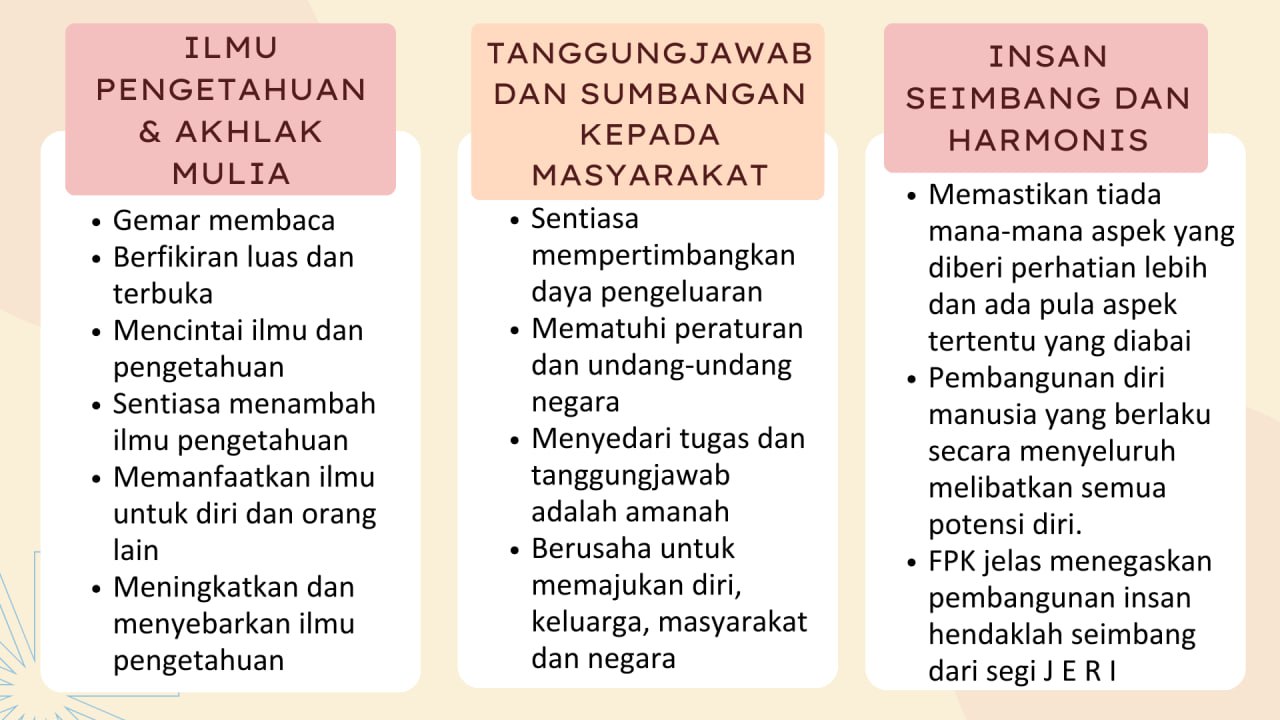 ILMU
PENGETAHUAN
& AKHLAK
MULIA
• Gemar membaca
• Berfikiran luas dan
terbuka
• Mencintai ilmu dan
pengetahuan
• Sentiasa menambah
ilmu pengetahuan
• Memanfaatkan ilmu
untuk diri dan orang
lain
• Meningkatkan dan
menyebarkan ilmu
pengetahuan
TANGGUNGJAWAB
DAN SUMBANGAN
KEPADA
MASYARAKAT
• Sentiasa
mempertimbangkan
daya pengeluaran
• Mematuhi peraturan
dan undang-undang
negara
• Menyedari tugas dan
tanggungjawab
adalah amanah
• Berusaha untuk
memajukan diri,
keluarga, masyarakat
dan negara
INSAN
SEIMBANG DAN
HARMONIS
• Memastikan tiada
mana-mana aspek yang
diberi perhatian lebih
dan ada pula aspek
tertentu yang diabai
• Pembangunan diri
manusia yang berlaku
secara menyeluruh
melibatkan semua
potensi diri.
• FPK jelas menegaskan
pembangunan insan
hendaklah seimbang
dari segi J E R I